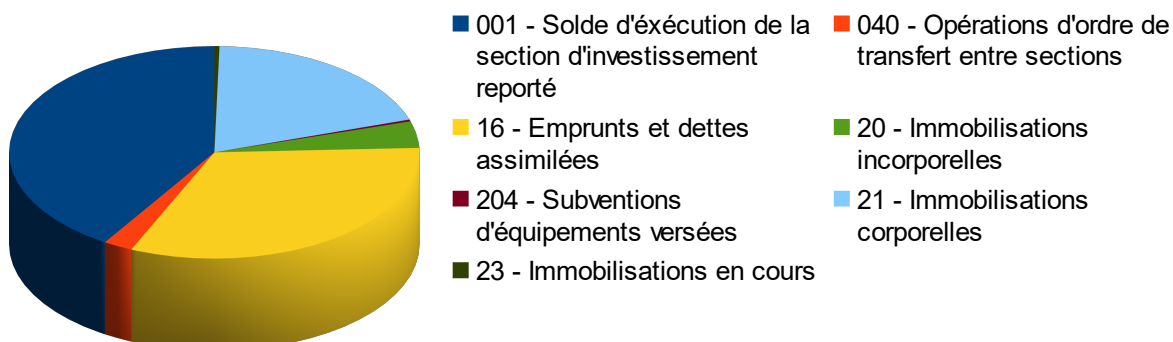 001 - Solde d'éxécution de la
section d'investissement
reporté
040 - Opérations d'ordre de
transfert entre sections
16 - Emprunts et dettes
assimilées
20 - Immobilisations
incorporelles
204 - Subventions
d'équipements versées
21 - Immobilisations
corporelles
23 - Immobilisations en cours